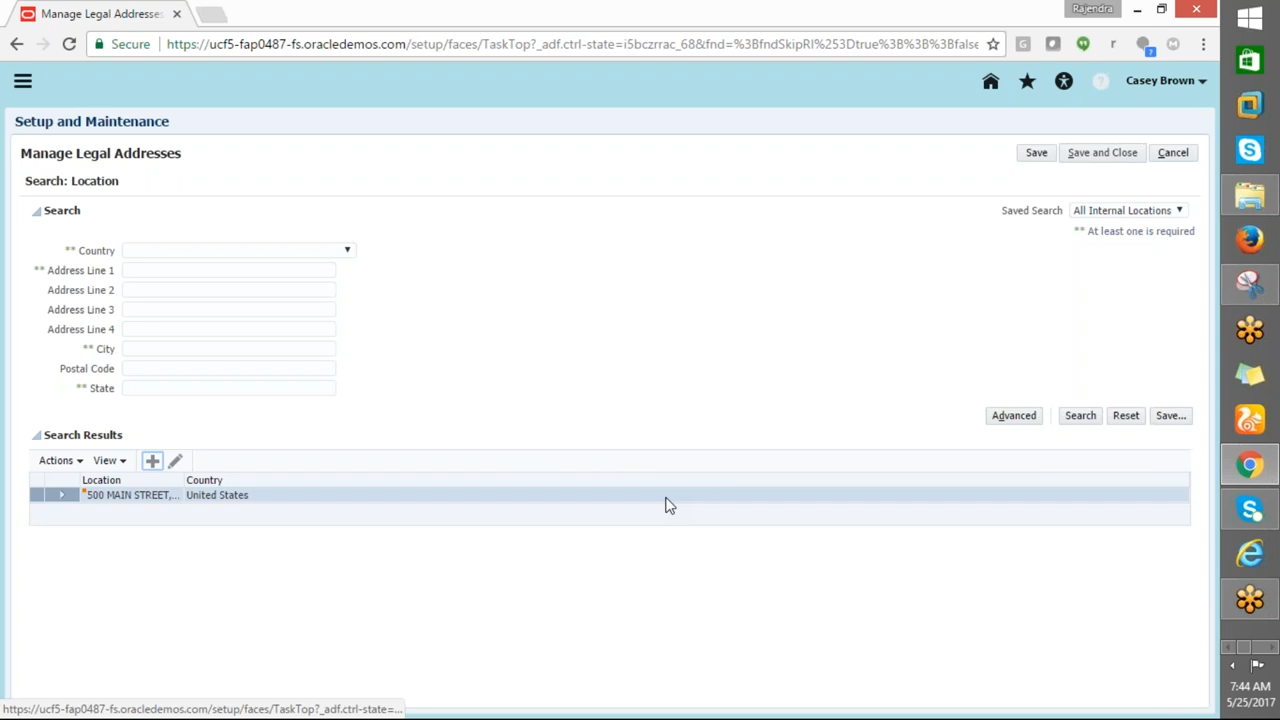 Manage Legal Addresses
Rajendra
Secure
https://ucf5-fap0487-fs.oracledemos.com/setup/faces/TaskTop?_adf.ctrl-state=i5bczrrac_68&fnd=%3BfndSkipRI%253Dtrue%3B%3B%3Bfalse
Casey Brown
Setup and Maintenance
Manage Legal Addresses
Save
Save and Close
Cancel
Search: Location
Search
Saved Search
All Internal Locations
** At least one is required
** Country
** Address Line 1
Address Line 2
Address Line 3
Address Line 4
** City
Postal Code
** State
Advanced
Search
Reset
Save...
Search Results
Actions
View
Location
Country
500 MAIN STREET,...
United States
7:44 AM
5/25/2017
https://ucf5-fap0487-fs.oracledemos.com/setup/faces/TaskTop?_adf.ctrl-state=...